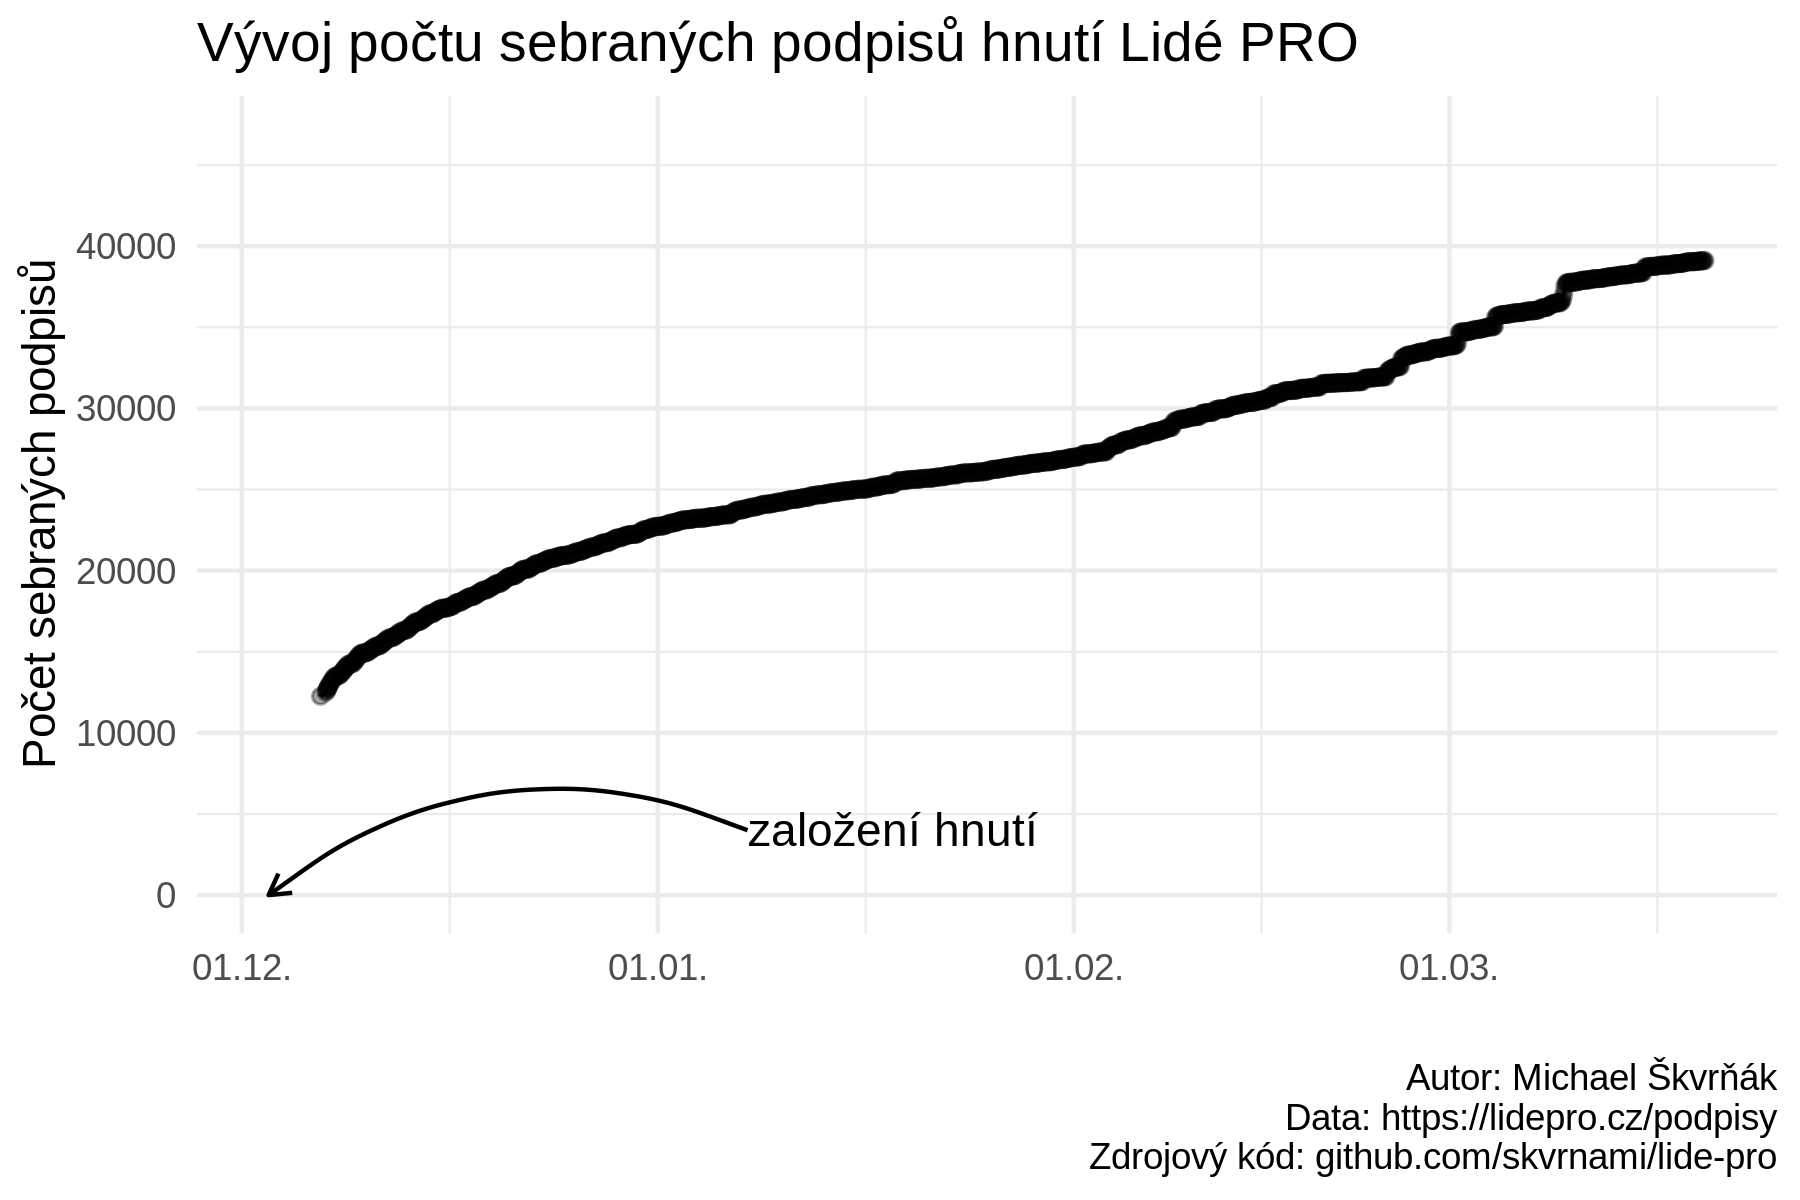 Vývoj počtu sebraných podpisů hnutí Lidé PRO
Počet sebraných podpisů
40000
30000
20000
10000
0
založení hnutí
01.12.
01.01.
01.02.
01.03.
Autor: Michael Škvrňák
Data: https://lidepro.cz/podpisy
Zdrojový kód: github.com/skvrnami/lide-pro